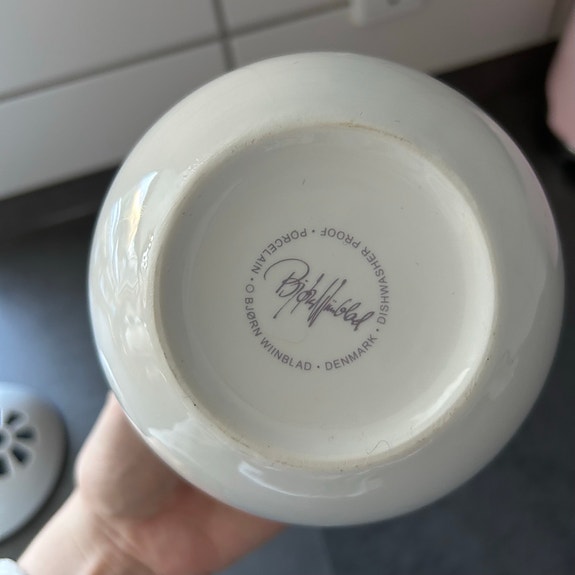 O BJØRN WIINBLAD • DENMARK • DISHWASHER PROOF • PORCELAIN •
Bjørn Wiinblad